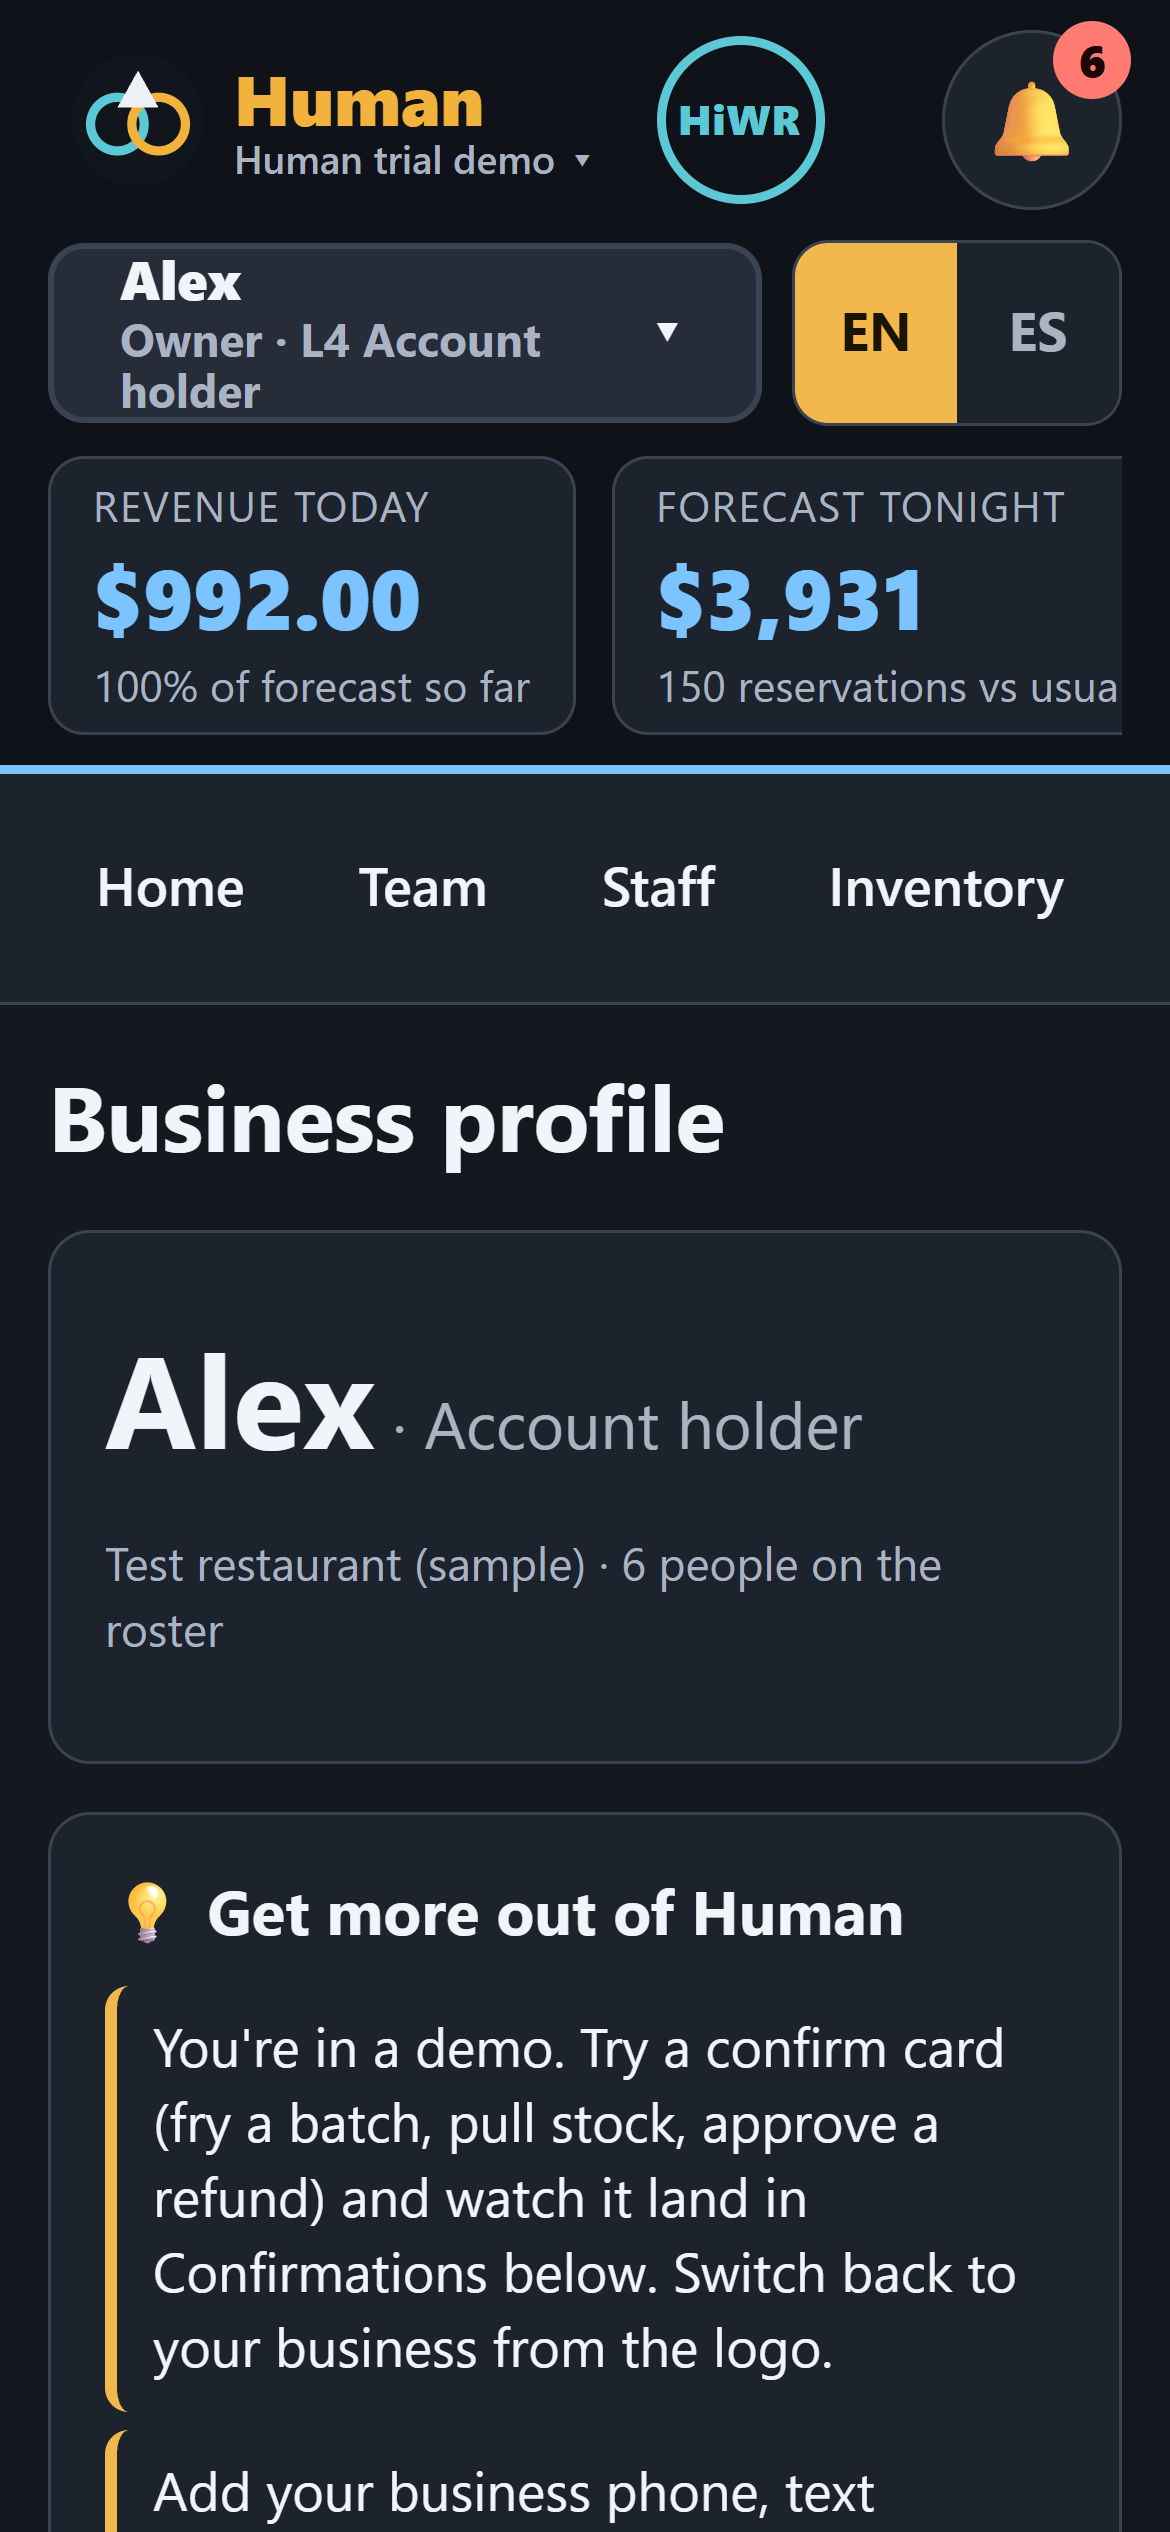 Human
Human trial demo
HiWR
6
Alex
Owner · L4 Account
holder
EN
ES
REVENUE TODAY
$992.00
100% of forecast so far
FORECAST TONIGHT
$3,931
150 reservations vs usua
Home
Team
Staff
Inventory
Business profile
Alex · Account holder
Test restaurant (sample) · 6 people on the
roster
Get more out of Human
You're in a demo. Try a confirm card
(fry a batch, pull stock, approve a
refund) and watch it land in
Confirmations below. Switch back to
your business from the logo.
Add your business phone, text